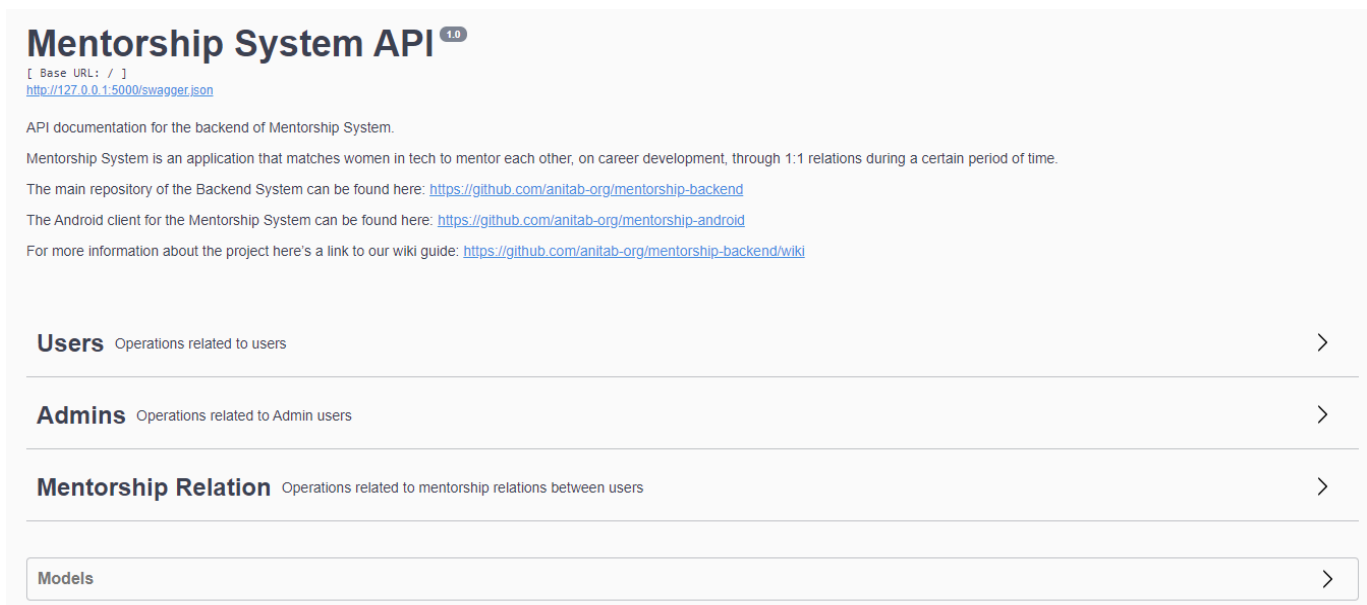 Mentorship System API 1.0
[ Base URL: / ]
http://127.0.0.1:5000/swagger.json
API documentation for the backend of Mentorship System.
Mentorship System is an application that matches women in tech to mentor each other, on career development, through 1:1 relations during a certain period of time.
The main repository of the Backend System can be found here: https://github.com/anitab-org/mentorship-backend
The Android client for the Mentorship System can be found here: https://github.com/anitab-org/mentorship-android
For more information about the project here's a link to our wiki guide: https://github.com/anitab-org/mentorship-backend/wiki
Users Operations related to users
Admins Operations related to Admin users
Mentorship Relation Operations related to mentorship relations between users
Models